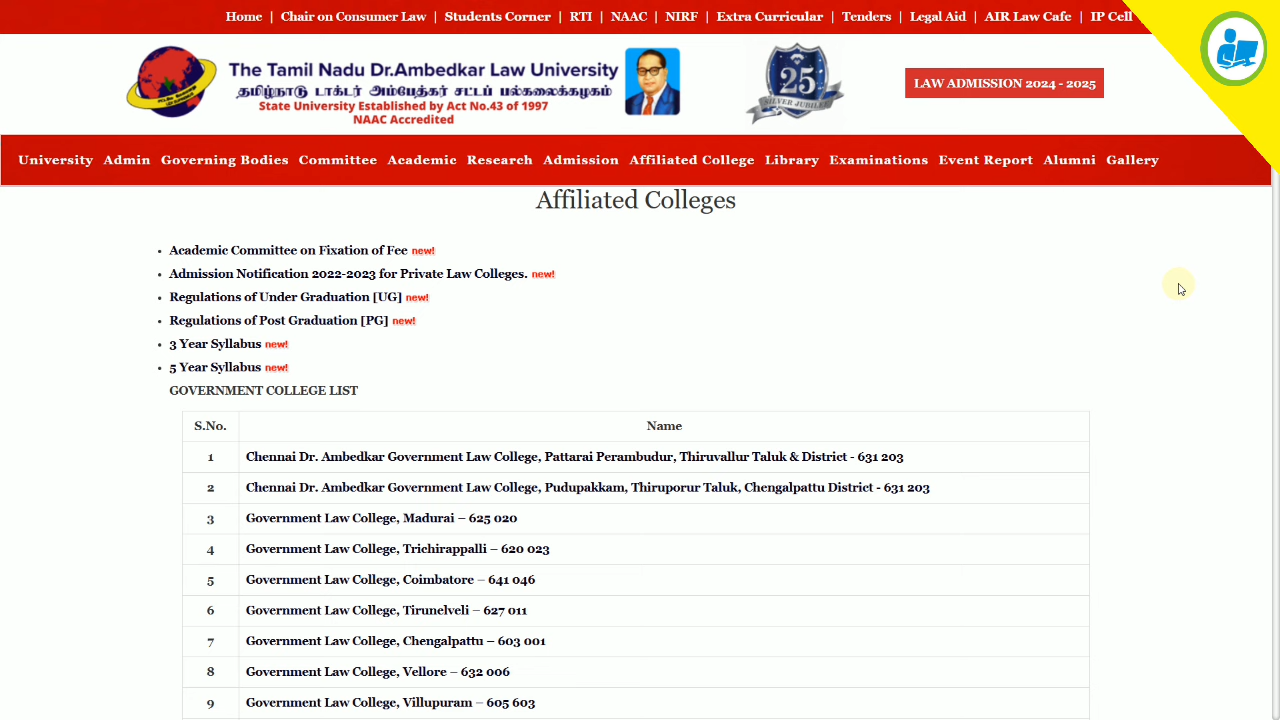 Home | Chair on Consumer Law | Students Corner | RTI | NAAC | NIRF | Extra Curricular | Tenders | Legal Aid | AIR Law Cafe | IP Cell
The Tamil Nadu Dr.Ambedkar Law University
தமிழ்நாடு டாக்டர் அம்பேத்கர் சட்டப் பல்கலைக்கழகம்
State University Established by Act No.43 of 1997
NAAC Accredited
25
SILVER JUBILEE
LAW ADMISSION 2024 - 2025
University Admin Governing Bodies Committee Academic Research Admission Affiliated College Library Examinations Event Report Alumni Gallery
Affiliated Colleges
• Academic Committee on Fixation of Fee new!
• Admission Notification 2022-2023 for Private Law Colleges. new!
• Regulations of Under Graduation [UG] new!
• Regulations of Post Graduation [PG] new!
• 3 Year Syllabus new!
• 5 Year Syllabus new!
GOVERNMENT COLLEGE LIST
S.No. Name
1 Chennai Dr. Ambedkar Government Law College, Pattarai Perambudur, Thiruvallur Taluk & District - 631 203
2 Chennai Dr. Ambedkar Government Law College, Pudupakkam, Thiruporur Taluk, Chengalpattu District - 631 203
3 Government Law College, Madurai – 625 020
4 Government Law College, Trichirappalli – 620 023
5 Government Law College, Coimbatore – 641 046
6 Government Law College, Tirunelveli – 627 011
7 Government Law College, Chengalpattu – 603 001
8 Government Law College, Vellore – 632 006
9 Government Law College, Villupuram – 605 603